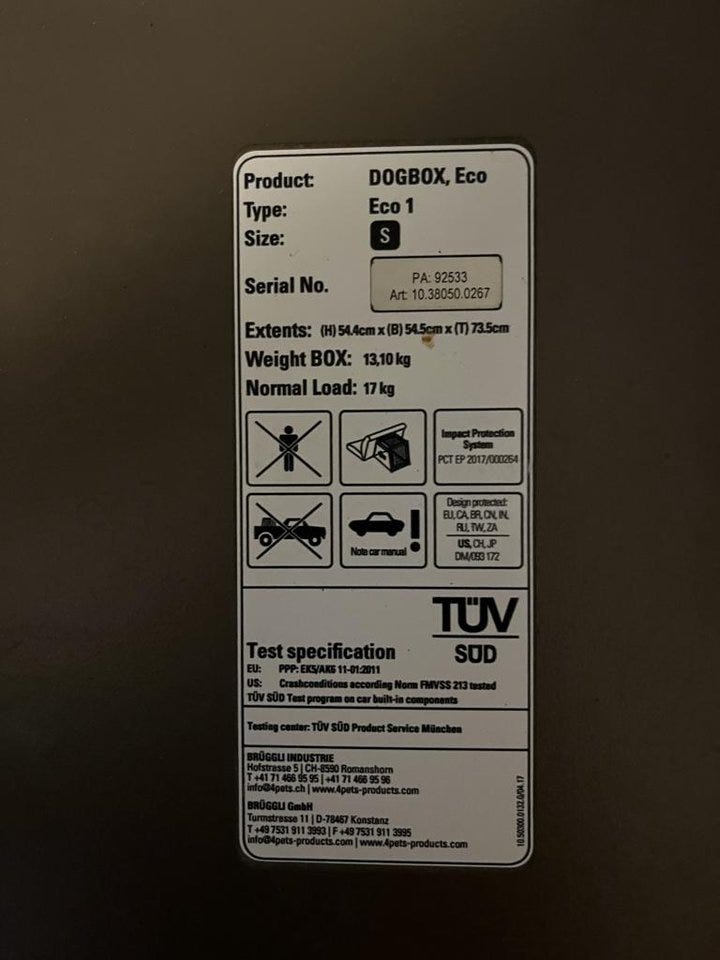 Product: DOGBOX, Eco
Type: Eco 1
Size: S
Serial No. PA: 92533
Art: 10.38050.0267
Extents: (H) 54.4cm x (B) 54.5cm x (T) 73.5cm
Weight BOX: 13,10 kg
Normal Load: 17 kg
Impact Protection
System
PCT EP 2017/000264
Note car manual !
Design protected:
EU, CA, BR, CN, IN,
RU, TW, ZA
US, CH, JP
DM/093 172
TÜV
SÜD
Test specification
EU: PPP: EK5/AK6 11-01:2011
US: Crashconditions according Norm FMVSS 213 tested
TÜV SÜD Test program on car built-in components
Testing center: TÜV SÜD Product Service München
BRÜGGLI INDUSTRIE
Hofstrasse 5 | CH-8590 Romanshorn
T +41 71 466 95 95 | +41 71 466 95 96
info@4pets.ch | www.4pets-products.com
BRÜGGLI GmbH
Turmstrasse 11 | D-78467 Konstanz
T +49 7531 911 3993 | F +49 7531 911 3995
info@4pets-products.com | www.4pets-products.com
10.50300.0132.0/04.17